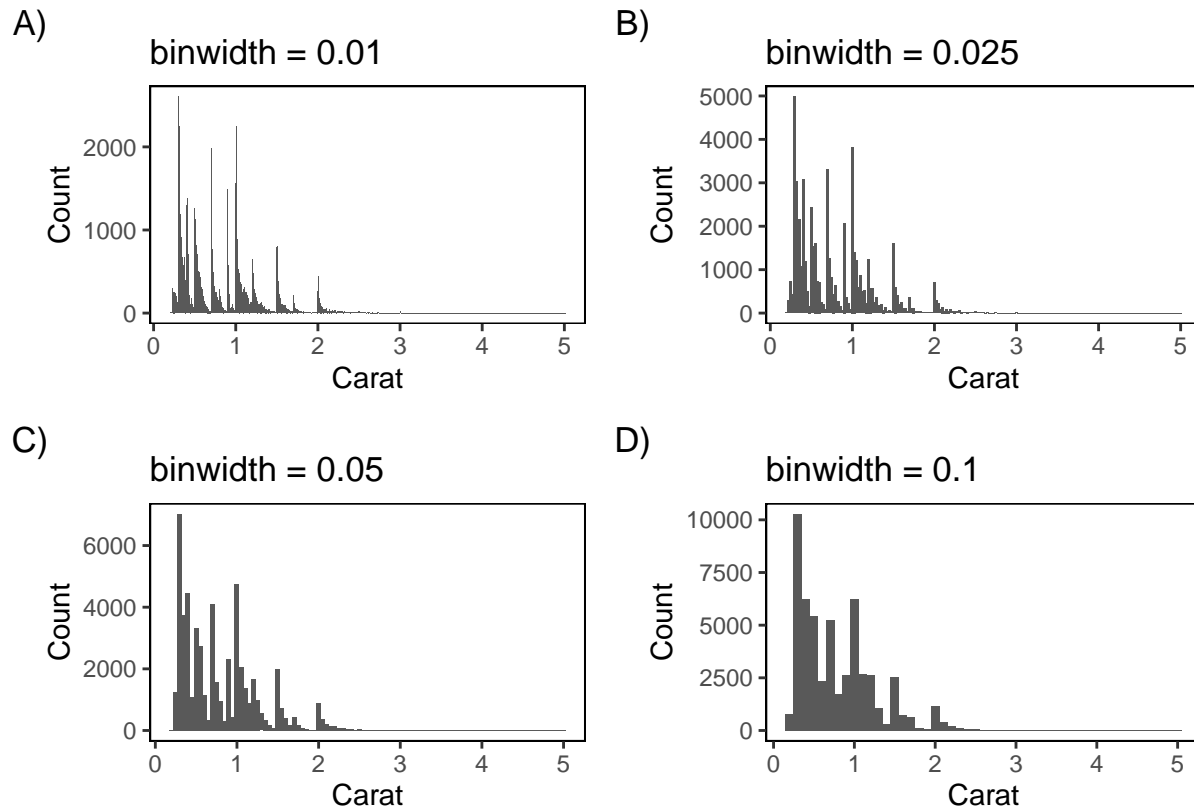 A)
binwidth = 0.01
Count
2000
1000
0
0 1 2 3 4 5
Carat
B)
binwidth = 0.025
Count
5000
4000
3000
2000
1000
0
0 1 2 3 4 5
Carat
C)
binwidth = 0.05
Count
6000
4000
2000
0
0 1 2 3 4 5
Carat
D)
binwidth = 0.1
Count
10000
7500
5000
2500
0
0 1 2 3 4 5
Carat